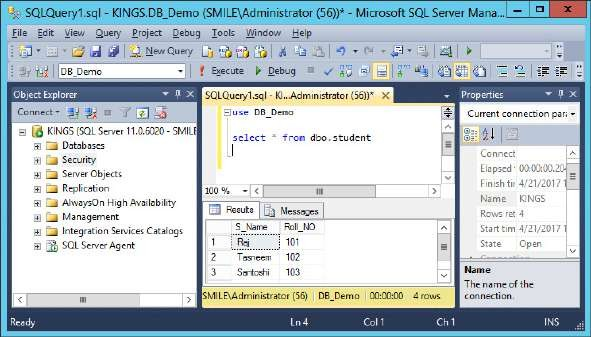 SQLQuery1.sql - KINGS.DB_Demo (SMILE\Administrator (56))* - Microsoft SQL Server Mana...
File Edit View Query Project Debug Tools Window Help
New Query
DB_Demo Execute Debug
Object Explorer
Connect
KINGS (SQL Server 11.0.6020 - SMILE
Databases
Security
Server Objects
Replication
AlwaysOn High Availability
Management
Integration Services Catalogs
SQL Server Agent
SQLQuery1.sql - KI...Administrator (56))*
use DB_Demo
select * from dbo.student
100 %
Results Messages
S_Name Roll_NO
1 Raj 101
2 Tasneem 102
3 Santoshi 103
SMILE\Administrator (56) DB_Demo 00:00:00 4 rows
Properties
Current connection para
Connect
Elapsed 00:00:00.20
Finish tim 4/21/2017 1
Name KINGS
Rows ret 4
Start time 4/21/2017 1
State Open
Name
The name of the
connection.
Ready Ln 4 Col 1 Ch 1 INS